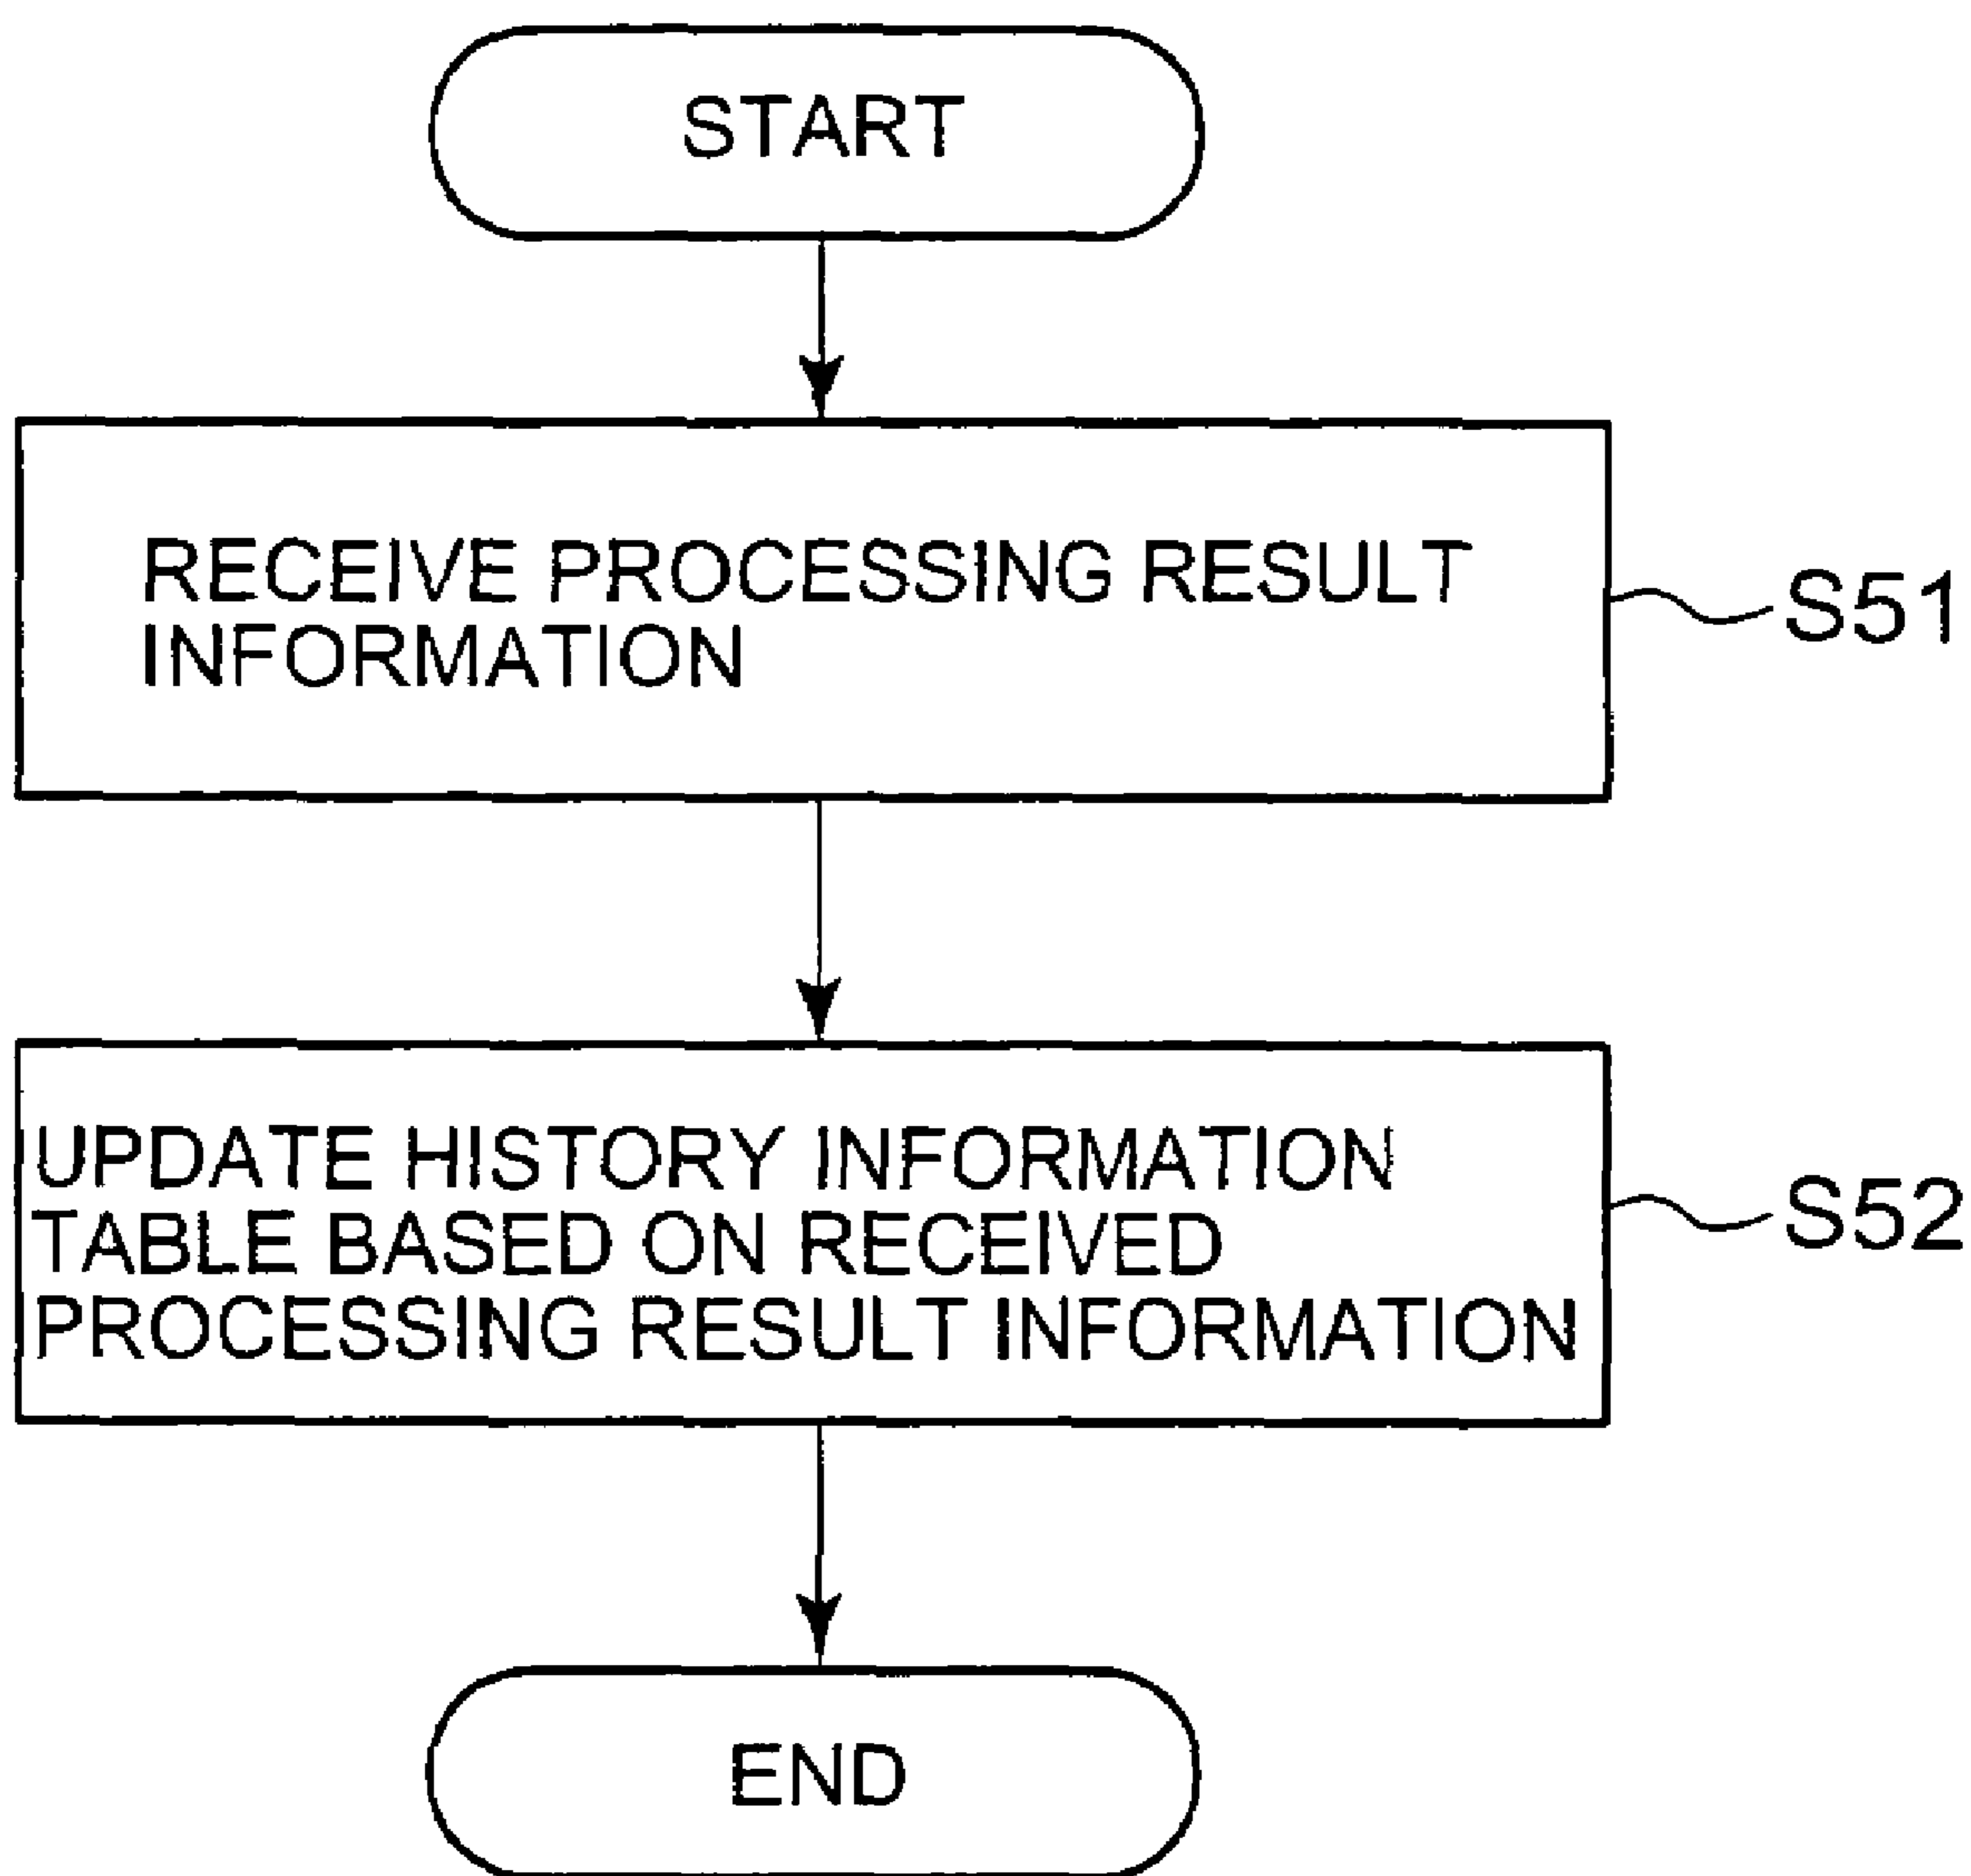 START
RECEIVE PROCESSING RESULT
INFORMATION
S51
UPDATE HISTORY INFORMATION
TABLE BASED ON RECEIVED
PROCESSING RESULT INFORMATION
S52
END